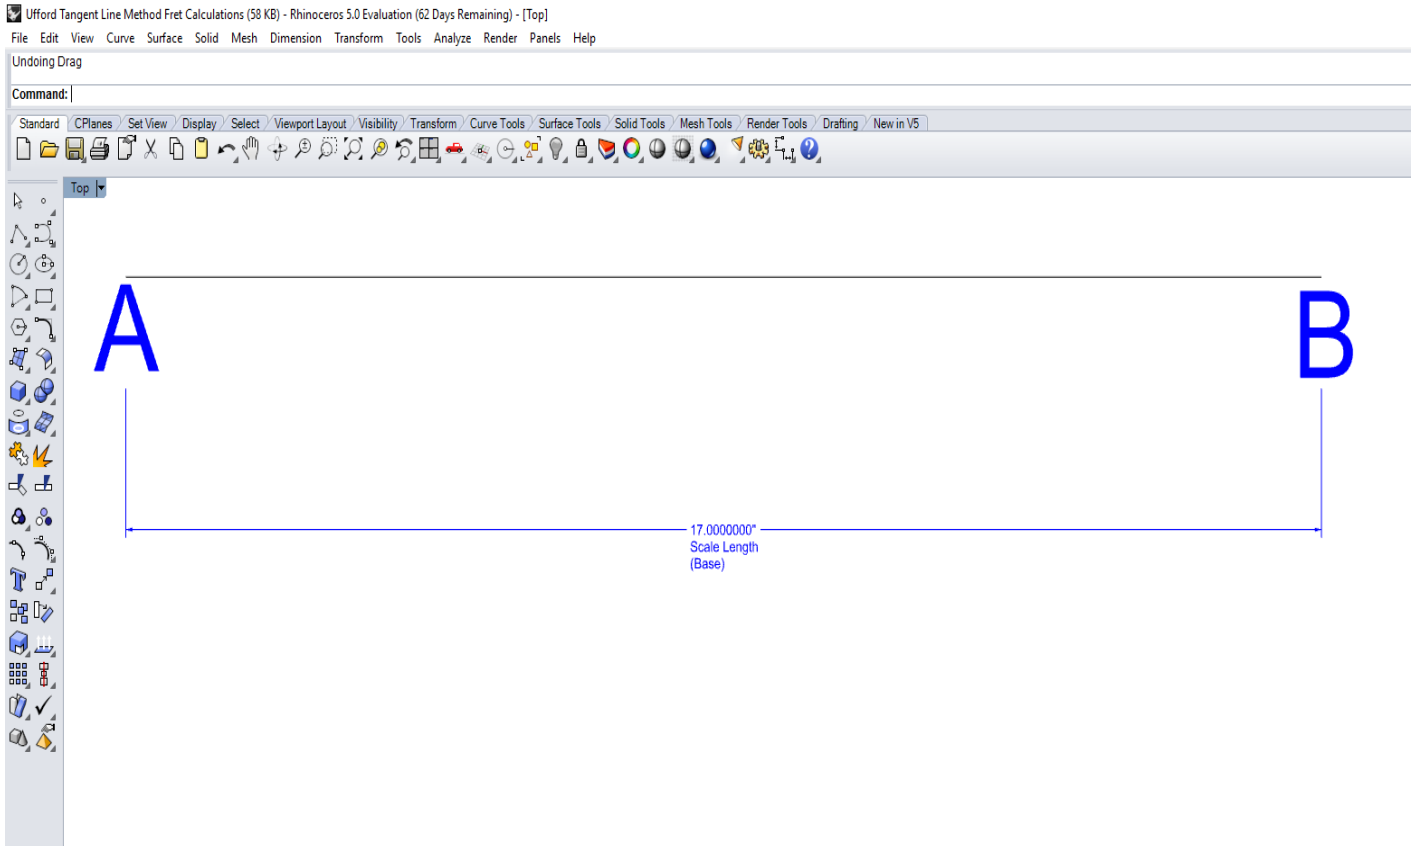 Ufford Tangent Line Method Fret Calculations (58 KB) - Rhinoceros 5.0 Evaluation (62 Days Remaining) - [Top]
File Edit View Curve Surface Solid Mesh Dimension Transform Tools Analyze Render Panels Help
Undoing Drag
Command:
Standard CPlanes Set View Display Select Viewport Layout Visibility Transform Curve Tools Surface Tools Solid Tools Mesh Tools Render Tools Drafting New in V5
Top
A B
17.0000000"
Scale Length
(Base)